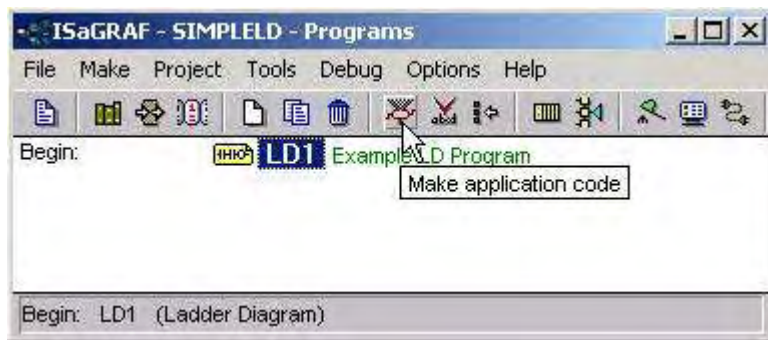 ISaGRAF - SIMPLELD - Programs
File Make Project Tools Debug Options Help
Begin: LD1 Example LD Program
Make application code
Begin: LD1 (Ladder Diagram)